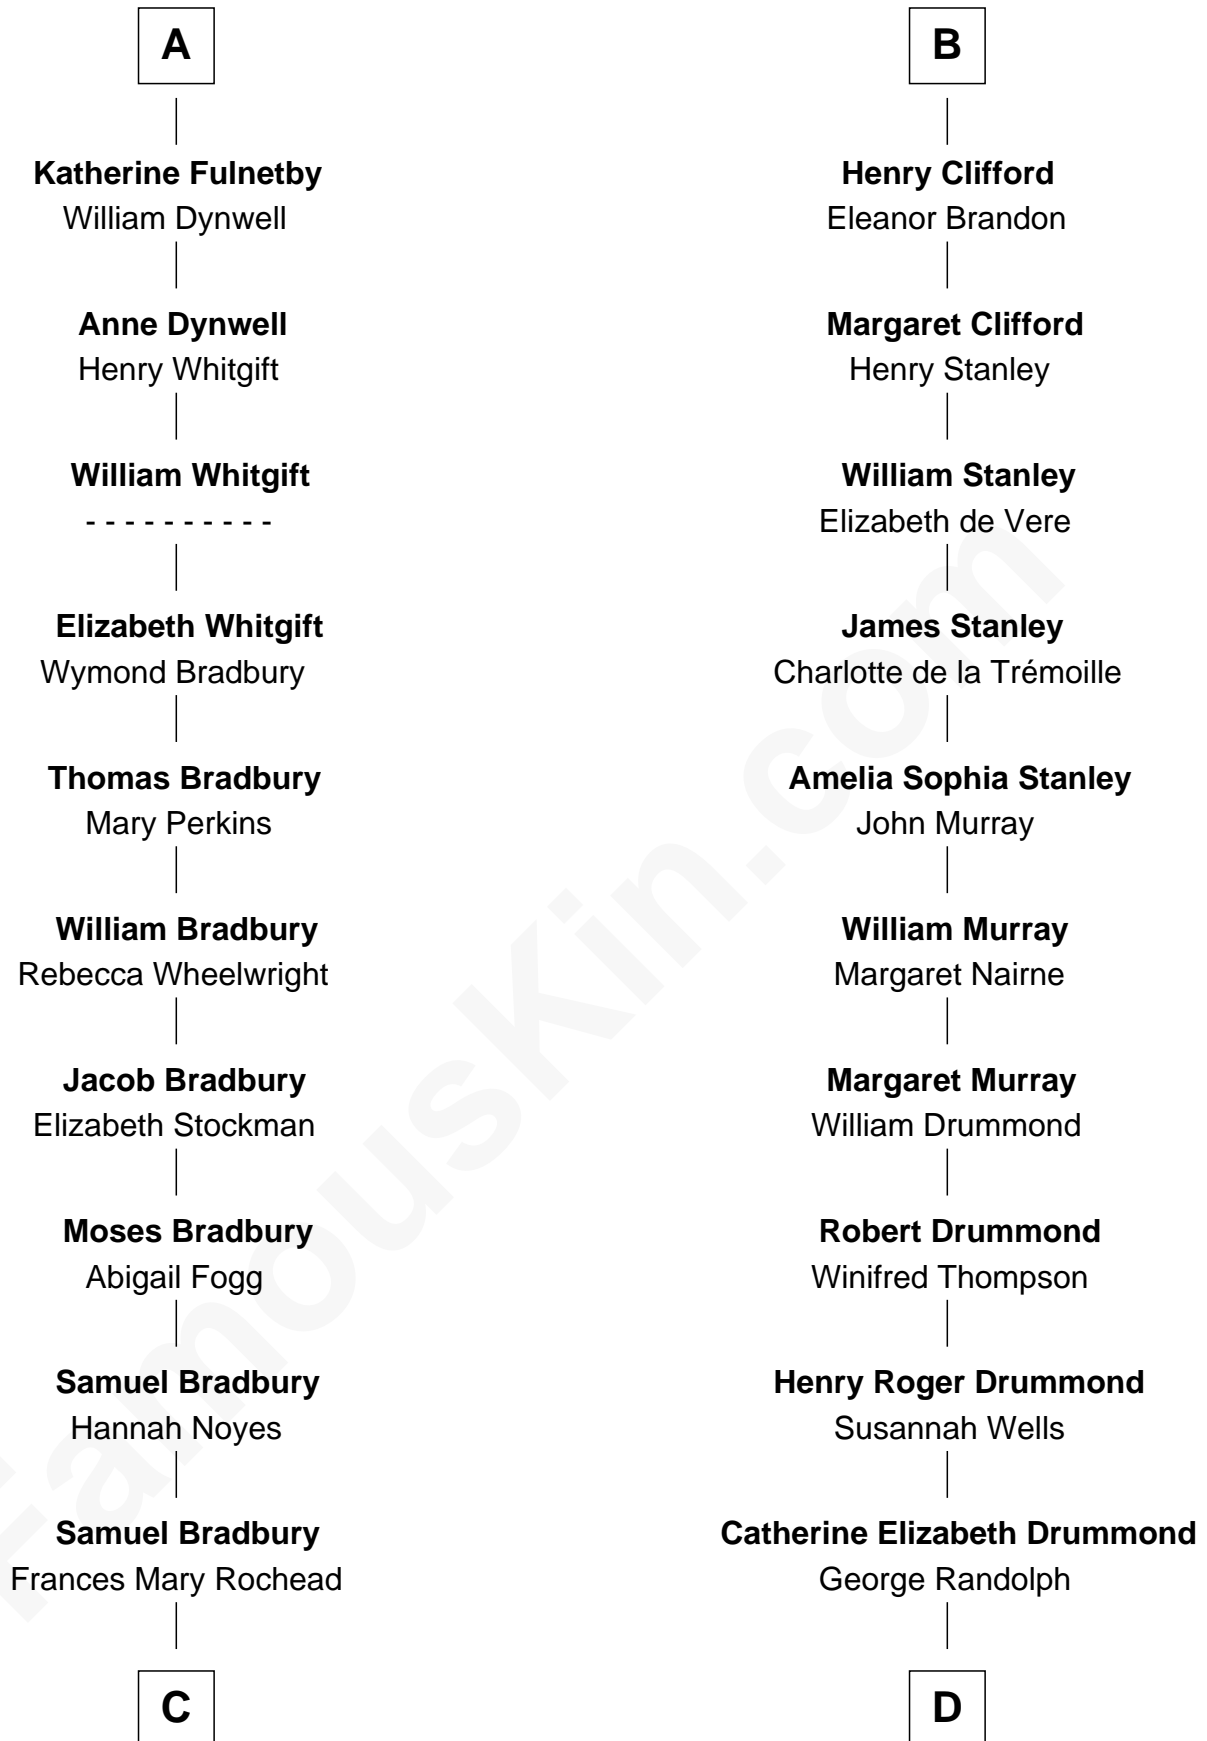 A
Katherine Fulnetby
William Dynwell
Anne Dynwell
Henry Whitgift
William Whitgift
- - - - - - - - - -
Elizabeth Whitgift
Wymond Bradbury
Thomas Bradbury
Mary Perkins
William Bradbury
Rebecca Wheelwright
Jacob Bradbury
Elizabeth Stockman
Moses Bradbury
Abigail Fogg
Samuel Bradbury
Hannah Noyes
Samuel Bradbury
Frances Mary Rochead
C
B
Henry Clifford
Eleanor Brandon
Margaret Clifford
Henry Stanley
William Stanley
Elizabeth de Vere
James Stanley
Charlotte de la Trémoille
Amelia Sophia Stanley
John Murray
William Murray
Margaret Nairne
Margaret Murray
William Drummond
Robert Drummond
Winifred Thompson
Henry Roger Drummond
Susannah Wells
Catherine Elizabeth Drummond
George Randolph
D
FamousKin.com